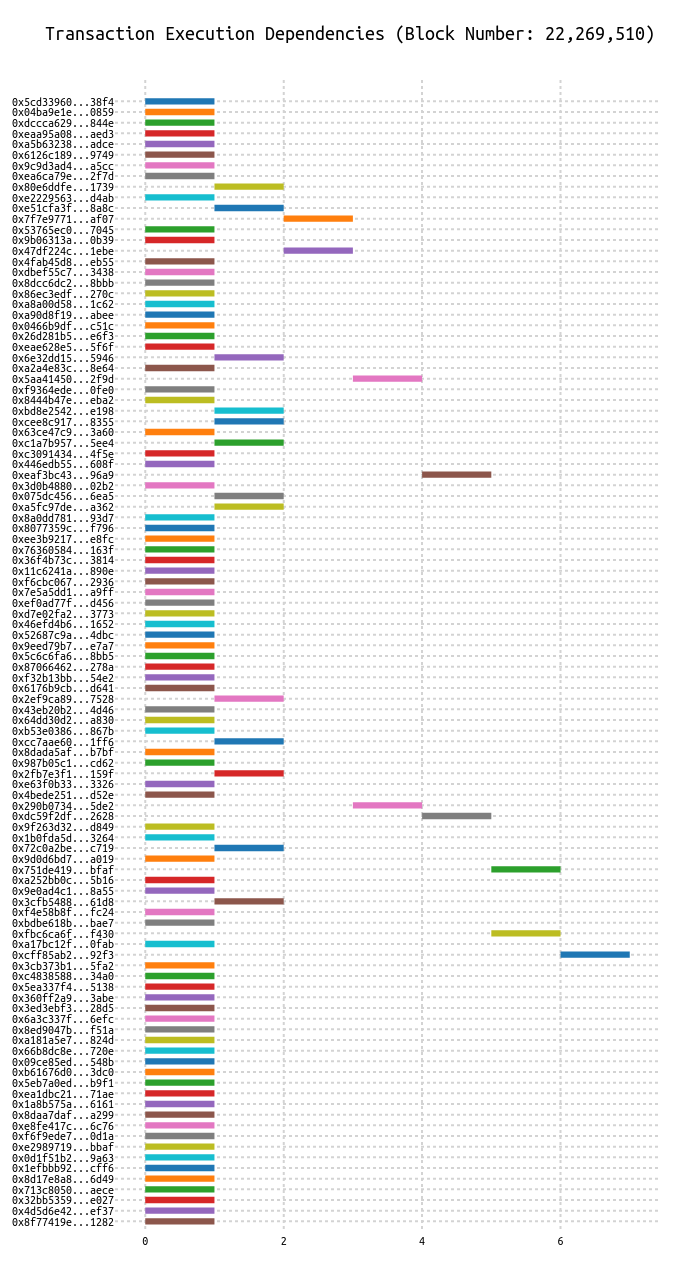 Transaction Execution Dependencies (Block Number: 22,269,510)
0x5cd33960...38f4
0x04ba9e1e...0859
0xdccca629...844e
0xeaa95a08...aed3
0xa5b63238...adce
0x6126c189...9749
0x9c9d3ad4...a5cc
0xea6ca79e...2f7d
0x80e6ddfe...1739
0xe2229563...d4ab
0xe51cfa3f...8a8c
0x7f7e9771...af07
0x53765ec0...7045
0x9b06313a...0b39
0x47df224c...1ebe
0x4fab45d8...eb55
0xdbef55c7...3438
0x8dcc6dc2...8bbb
0x86ec3edf...270c
0xa8a00d58...1c62
0xa90d8f19...abee
0x0466b9df...c51c
0x26d281b5...e6f3
0xeae628e5...5f6f
0x6e32dd15...5946
0xa2a4e83c...8e64
0x5aa41450...2f9d
0xf9364ede...0fe0
0x8444b47e...eba2
0xbd8e2542...e198
0xcee8c917...8355
0x63ce47c9...3a60
0xc1a7b957...5ee4
0xc3091434...4f5e
0x446edb55...608f
0xeaf3bc43...96a9
0x3d0b4880...02b2
0x075dc456...6ea5
0xa5fc97de...a362
0x8a0dd781...93d7
0x8077359c...f796
0xee3b9217...e8fc
0x76360584...163f
0x36f4b73c...3814
0x11c6241a...890e
0xf6cbc067...2936
0x7e5a5dd1...a9ff
0xef0ad77f...d456
0xd7e02fa2...3773
0x46efd4b6...1652
0x52687c9a...4dbc
0x9eed79b7...e7a7
0x5c6c6fa6...8bb5
0x87066462...278a
0xf32b13bb...54e2
0x6176b9cb...d641
0x2ef9ca89...7528
0x43eb20b2...4d46
0x64dd30d2...a830
0xb53e0386...867b
0xcc7aae60...1ff6
0x8dada5af...b7bf
0x987b05c1...cd62
0x2fb7e3f1...159f
0xe63f0b33...3326
0x4bede251...d52e
0x290b0734...5de2
0xdc59f2df...2628
0x9f263d32...d849
0x1b0fda5d...3264
0x72c0a2be...c719
0x9d0d6bd7...a019
0x751de419...bfaf
0xa252bb0c...5b16
0x9e0ad4c1...8a55
0x3cfb5488...61d8
0xf4e58b8f...fc24
0xbdbe618b...bae7
0xfbc6ca6f...f430
0xa17bc12f...0fab
0xcff85ab2...92f3
0x3cb373b1...5fa2
0xc4838588...34a0
0x5ea337f4...5138
0x360ff2a9...3abe
0x3ed3ebf3...28d5
0x6a3c337f...6efc
0x8ed9047b...f51a
0xa181a5e7...824d
0x66b8dc8e...720e
0x09ce85ed...548b
0xb61676d0...3dc0
0x5eb7a0ed...b9f1
0xea1dbc21...71ae
0x1a8b575a...6161
0x8daa7daf...a299
0xe8fe417c...6c76
0xf6f9ede7...0d1a
0xe2989719...bbaf
0x0d1f51b2...9a63
0x1efbbb92...cff6
0x8d17e8a8...6d49
0x713c8050...aece
0x32bb5359...e027
0x4d5d6e42...ef37
0x8f77419e...1282
0 2 4 6